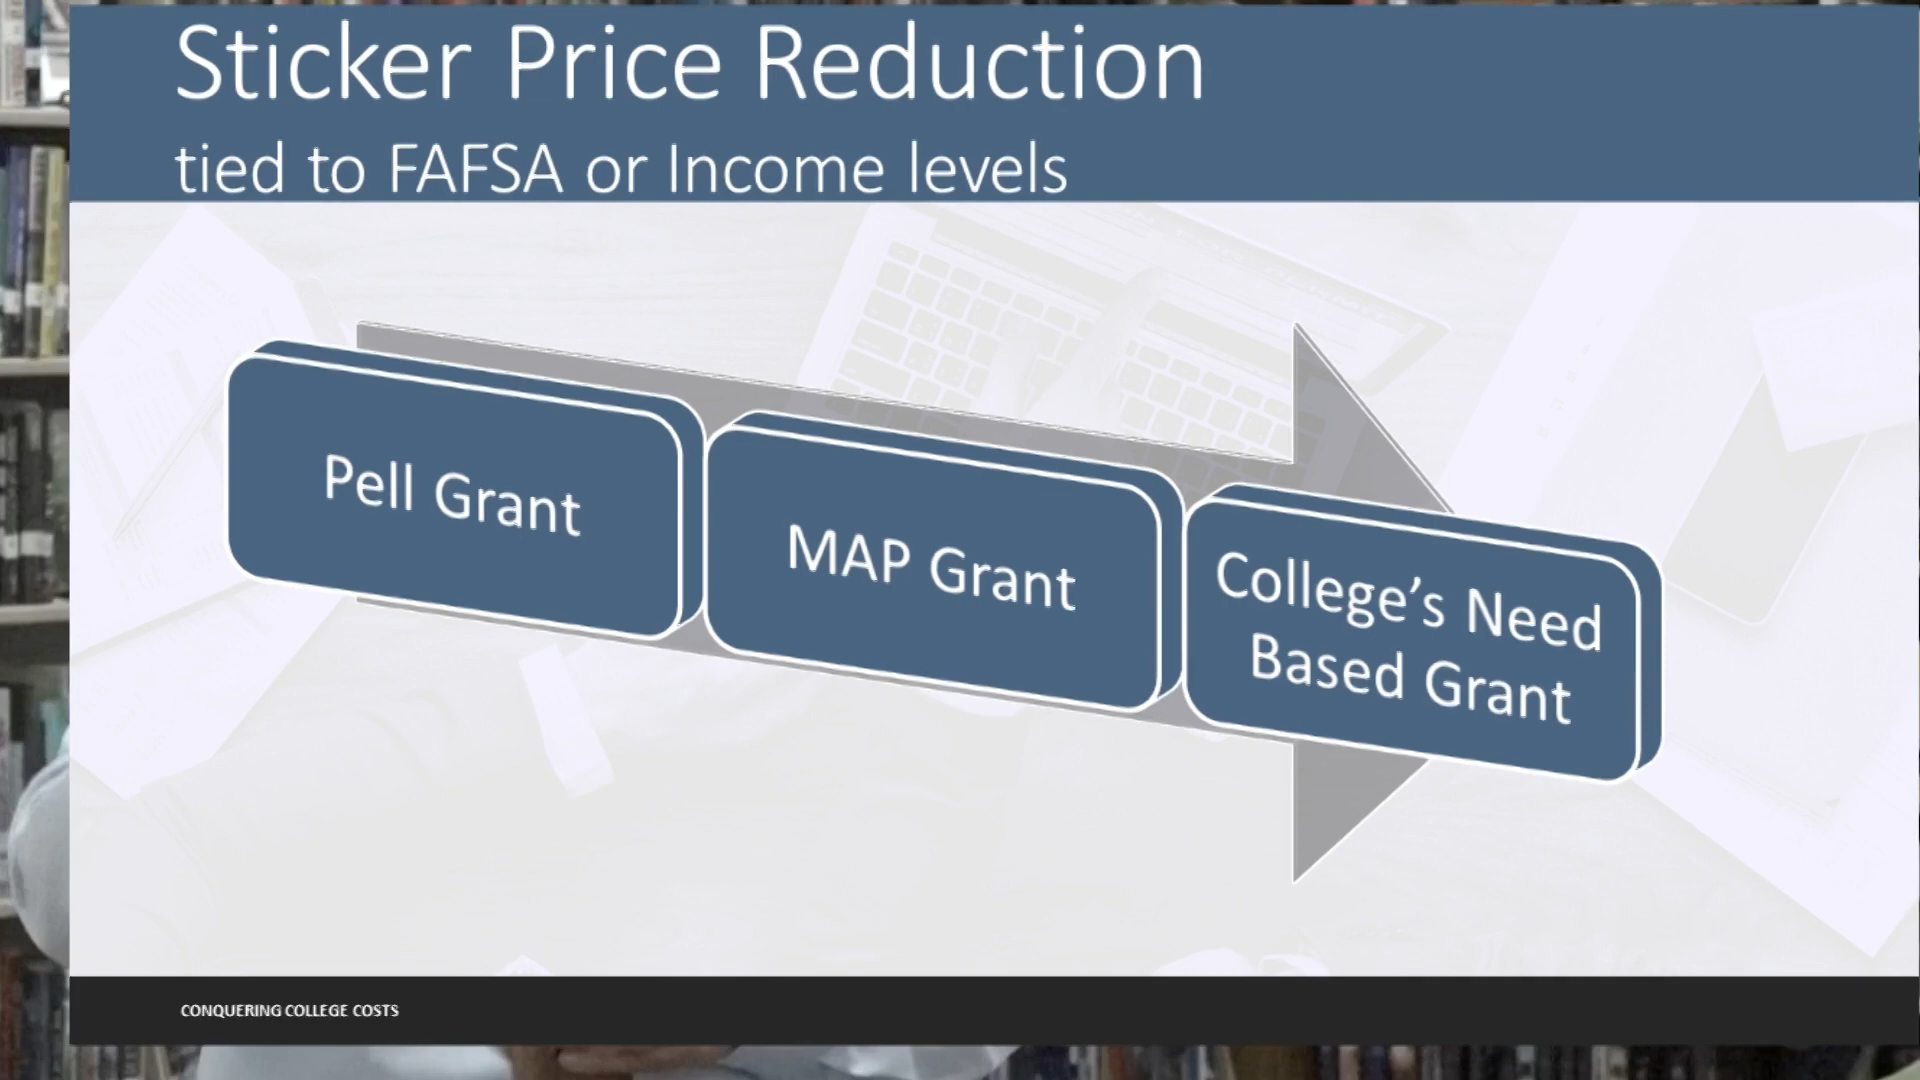 Sticker Price Reduction
tied to FAFSA or Income levels
Pell Grant
MAP Grant
College’s Need
Based Grant
CONQUERING COLLEGE COSTS